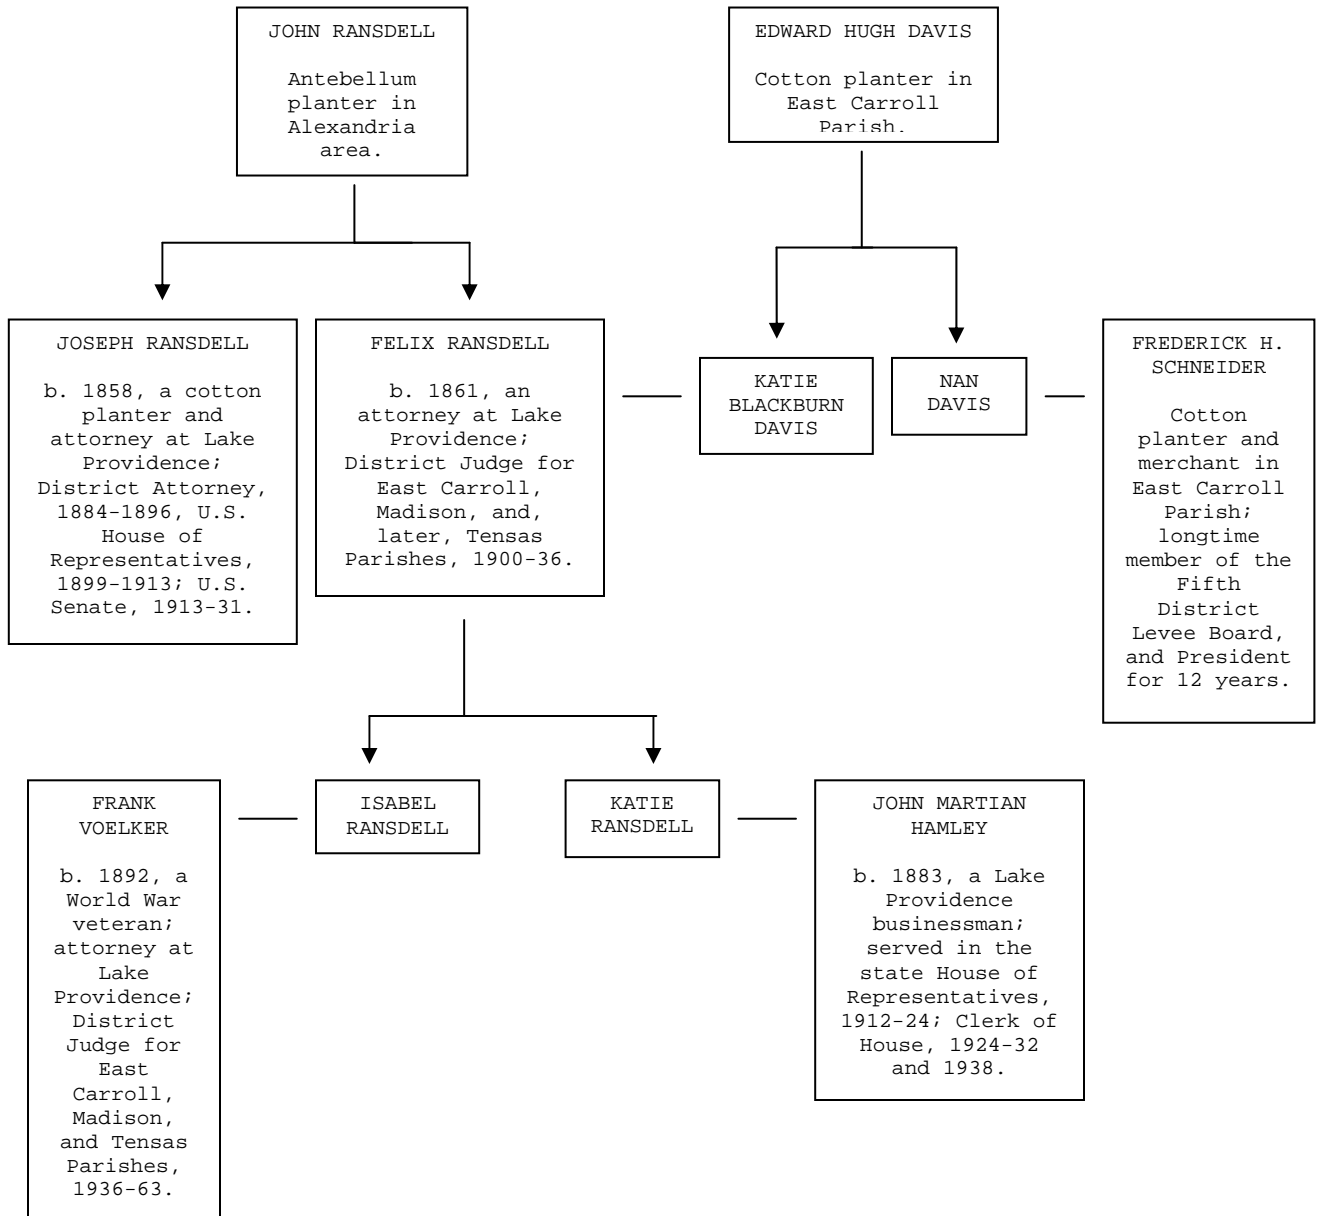 JOHN RANSDELL
Antebellum
planter in
Alexandria
area.
EDWARD HUGH DAVIS
Cotton planter in
East Carroll
Parish.
JOSEPH RANSDELL
b. 1858, a cotton
planter and
attorney at Lake
Providence;
District Attorney,
1884-1896, U.S.
House of
Representatives,
1899-1913; U.S.
Senate, 1913-31.
FELIX RANSDELL
b. 1861, an
attorney at Lake
Providence;
District Judge for
East Carroll,
Madison, and,
later, Tensas
Parishes, 1900-36.
KATIE
BLACKBURN
DAVIS
NAN
DAVIS
FREDERICK H.
SCHNEIDER
Cotton
planter and
merchant in
East Carroll
Parish;
longtime
member of the
Fifth
District
Levee Board,
and President
for 12 years.
FRANK
VOELKER
b. 1892, a
World War
veteran;
attorney at
Lake
Providence;
District
Judge for
East
Carroll,
Madison,
and Tensas
Parishes,
1936-63.
ISABEL
RANSDELL
KATIE
RANSDELL
JOHN MARTIAN
HAMLEY
b. 1883, a Lake
Providence
businessman;
served in the
state House of
Representatives,
1912-24; Clerk of
House, 1924-32
and 1938.